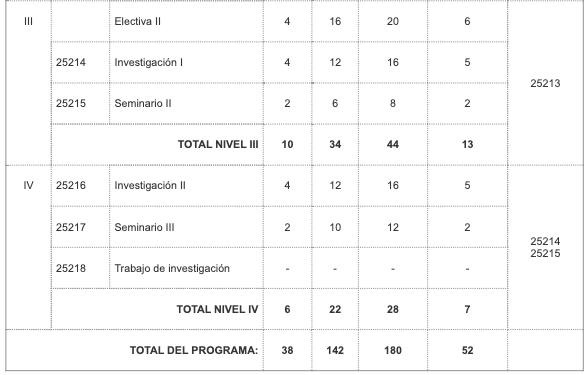 III Electiva II 4 16 20 6
25214 Investigación I 4 12 16 5
25213
25215 Seminario II 2 6 8 2
TOTAL NIVEL III 10 34 44 13
IV 25216 Investigación II 4 12 16 5
25217 Seminario III 2 10 12 2
25214
25215
25218 Trabajo de investigación - - - -
TOTAL NIVEL IV 6 22 28 7
TOTAL DEL PROGRAMA: 38 142 180 52